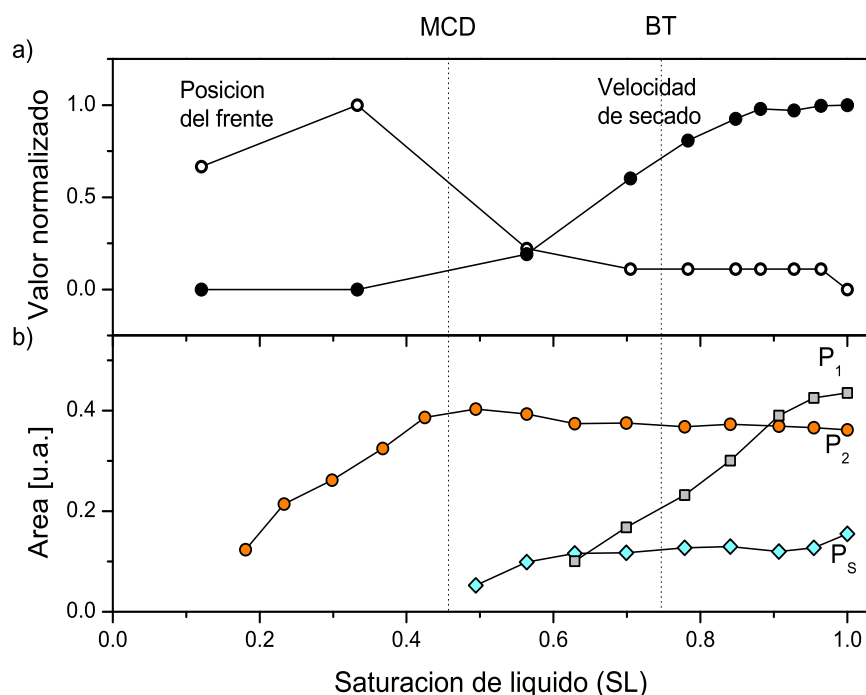 MCD BT
a)
Posicion
del frente
Velocidad
de secado
1.0
0.5
0.0
Valor normalizado
b)
P1
P2
PS
0.4
0.2
0.0
Area [u.a.]
0.0 0.2 0.4 0.6 0.8 1.0
Saturacion de liquido (SL)